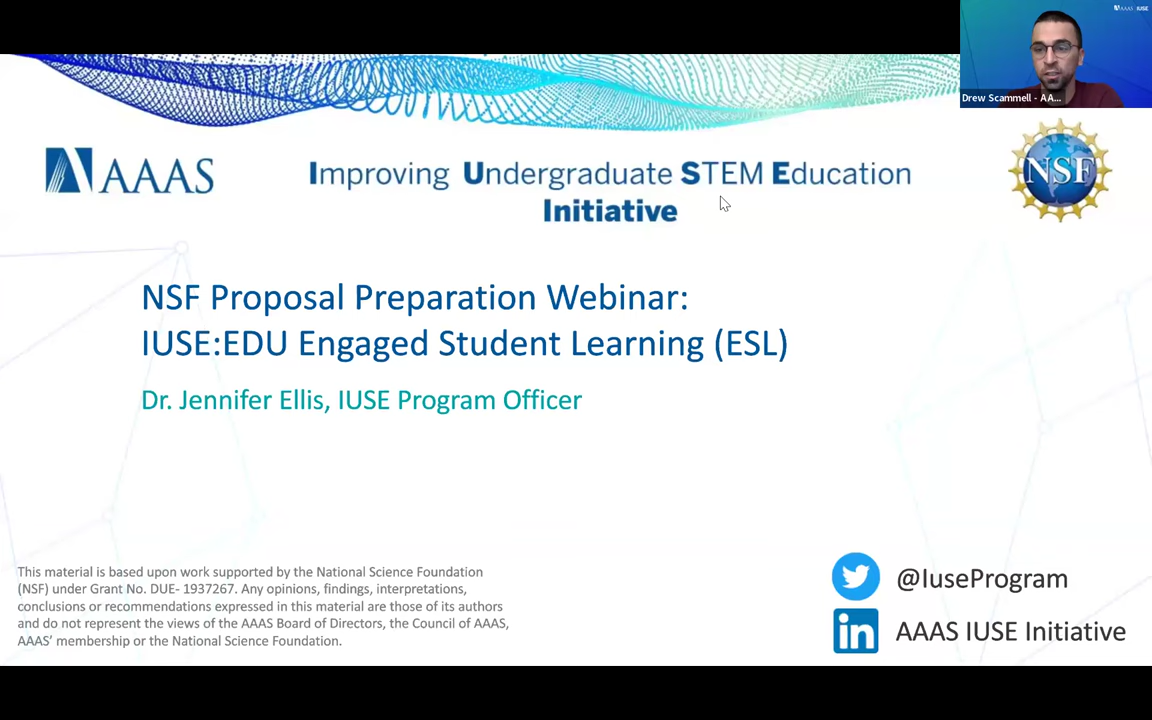 AAAS IUSE
Drew Scammell - AA...
AAAS
Improving Undergraduate STEM Education
Initiative
NSF
NSF Proposal Preparation Webinar:
IUSE:EDU Engaged Student Learning (ESL)
Dr. Jennifer Ellis, IUSE Program Officer
This material is based upon work supported by the National Science Foundation
(NSF) under Grant No. DUE- 1937267. Any opinions, findings, interpretations,
conclusions or recommendations expressed in this material are those of its authors
and do not represent the views of the AAAS Board of Directors, the Council of AAAS,
AAAS' membership or the National Science Foundation.
@IuseProgram
in
AAAS IUSE Initiative